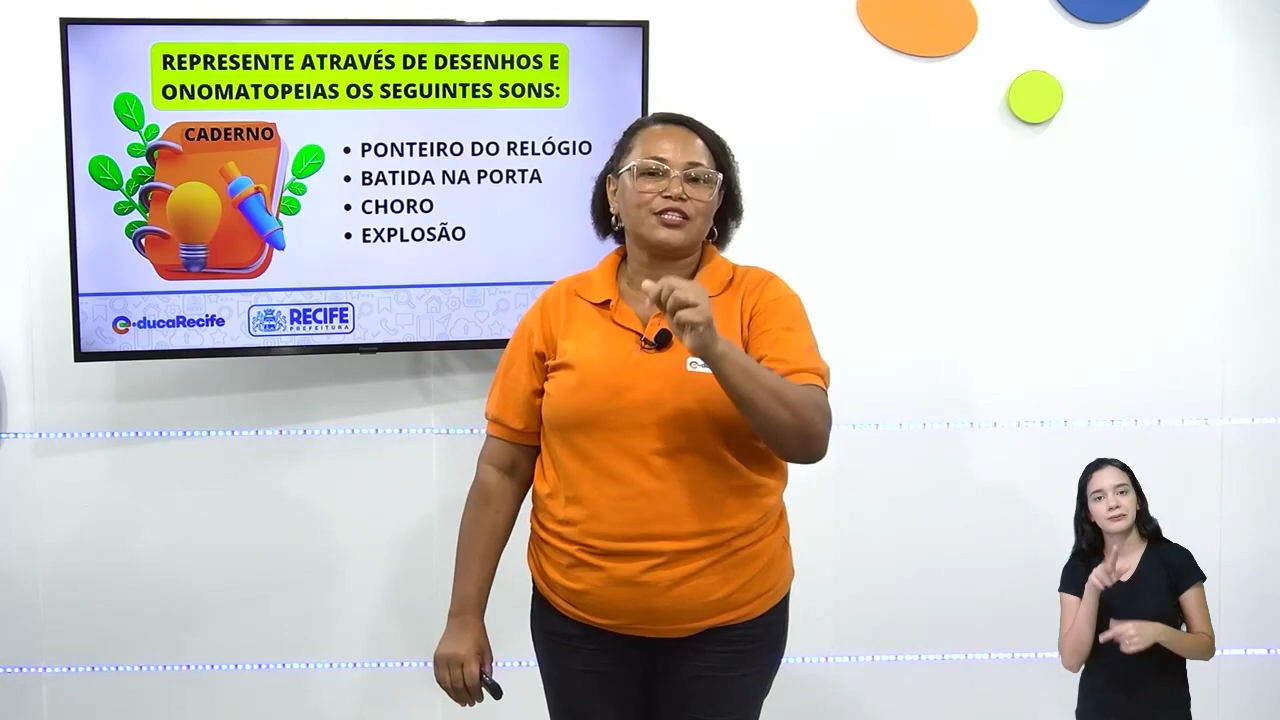 REPRESENTE ATRAVÉS DE DESENHOS E
ONOMATOPEIAS OS SEGUINTES SONS:
CADERNO
• PONTEIRO DO RELÓGIO
• BATIDA NA PORTA
• CHORO
• EXPLOSÃO
e·ducaRecife
RECIFE
PREFEITURA